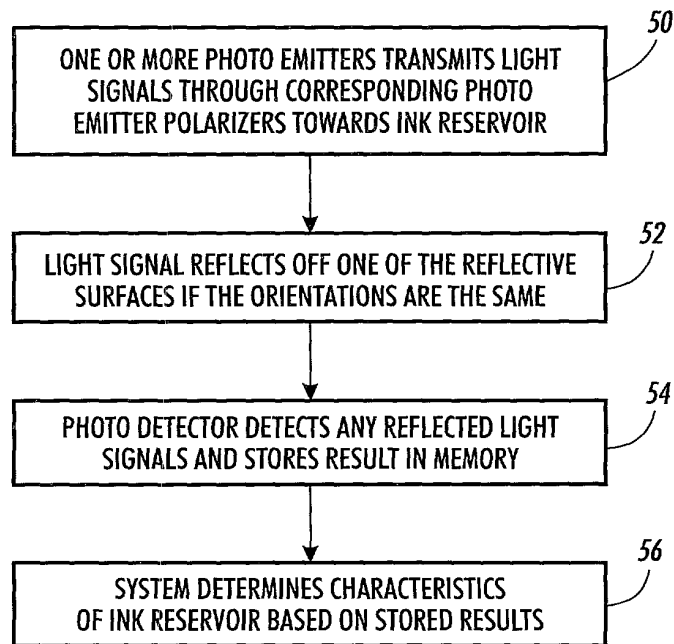 50
ONE OR MORE PHOTO EMITTERS TRANSMITS LIGHT
SIGNALS THROUGH CORRESPONDING PHOTO
EMITTER POLARIZERS TOWARDS INK RESERVOIR
52
LIGHT SIGNAL REFLECTS OFF ONE OF THE REFLECTIVE
SURFACES IF THE ORIENTATIONS ARE THE SAME
54
PHOTO DETECTOR DETECTS ANY REFLECTED LIGHT
SIGNALS AND STORES RESULT IN MEMORY
56
SYSTEM DETERMINES CHARACTERISTICS
OF INK RESERVOIR BASED ON STORED RESULTS